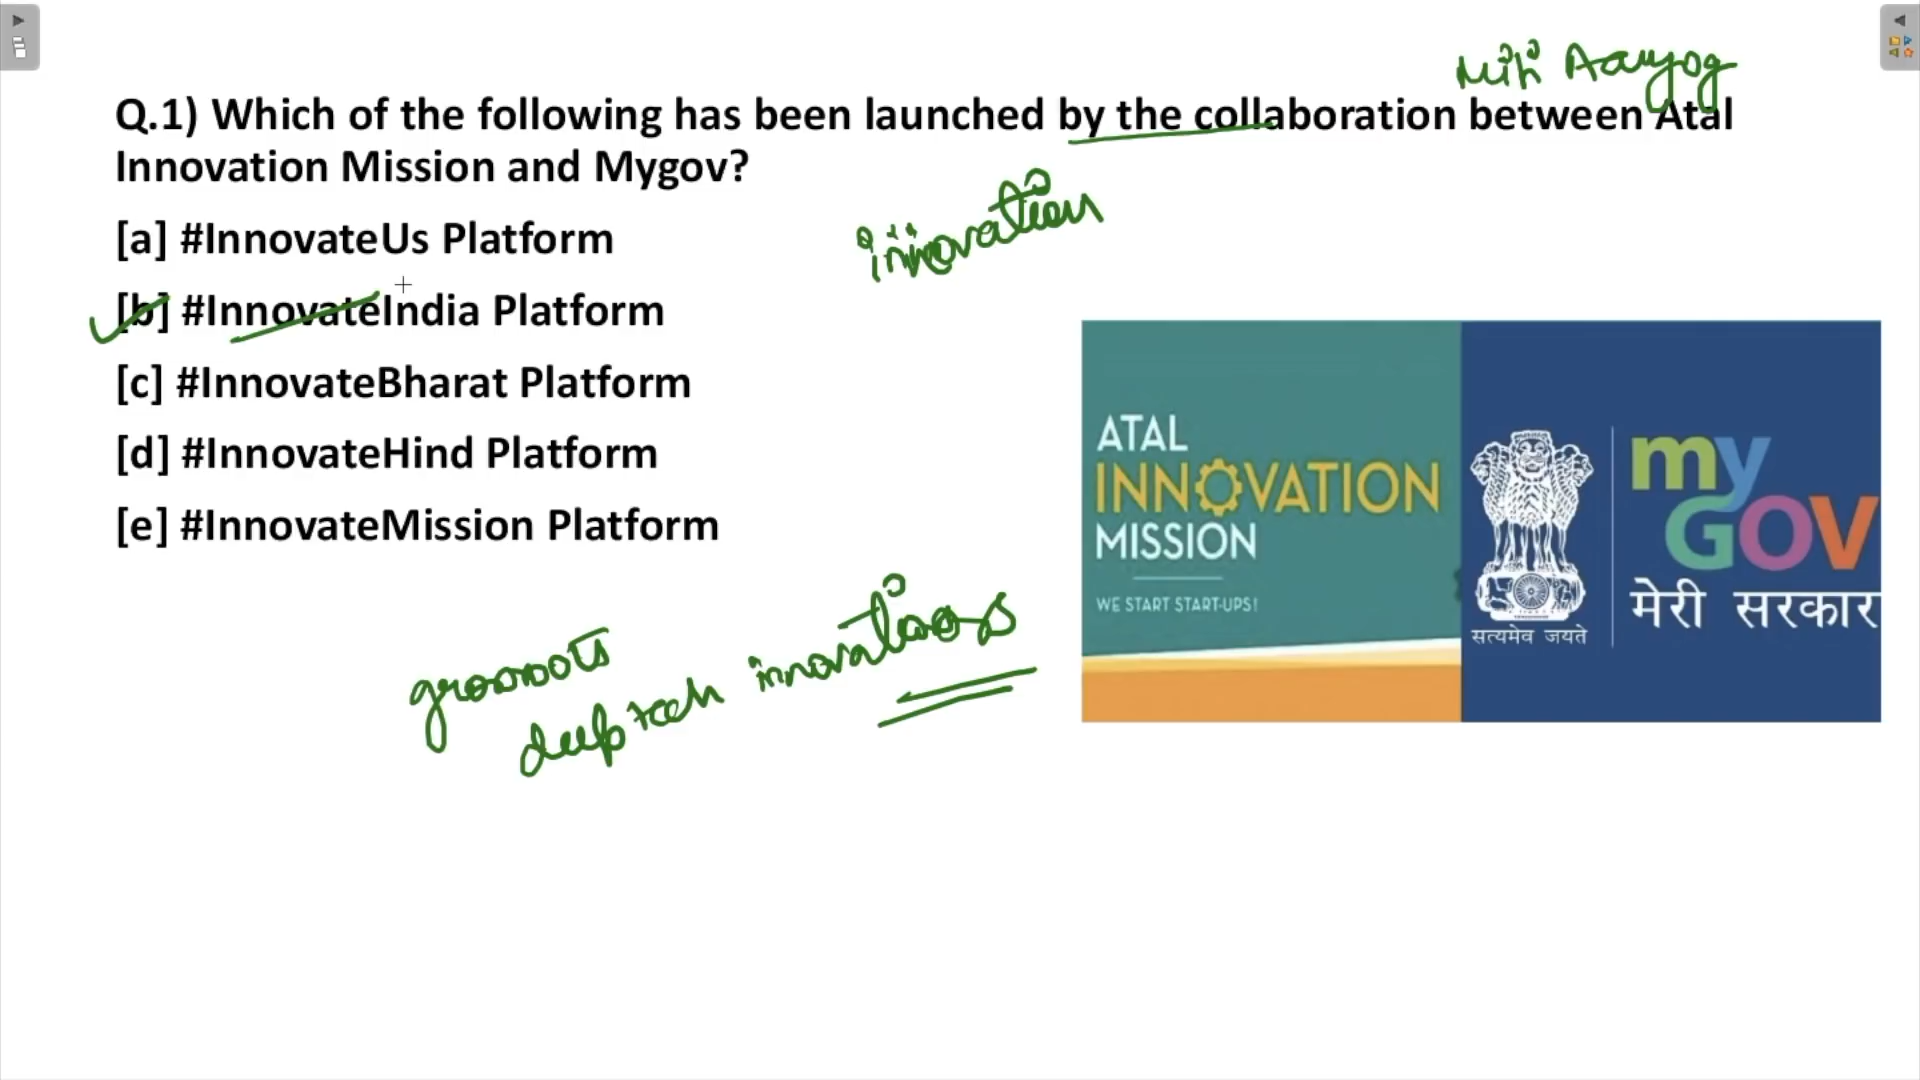 Niti Aayog
Q.1) Which of the following has been launched by the collaboration between Atal
Innovation Mission and Mygov?
innovation
[a] #InnovateUs Platform
[b] #InnovateIndia Platform
[c] #InnovateBharat Platform
[d] #InnovateHind Platform
[e] #InnovateMission Platform
ATAL
INNOVATION
MISSION
WE START START-UPS!
सत्यमेव जयते
my
GOV
मेरी सरकार
deeptech innovations